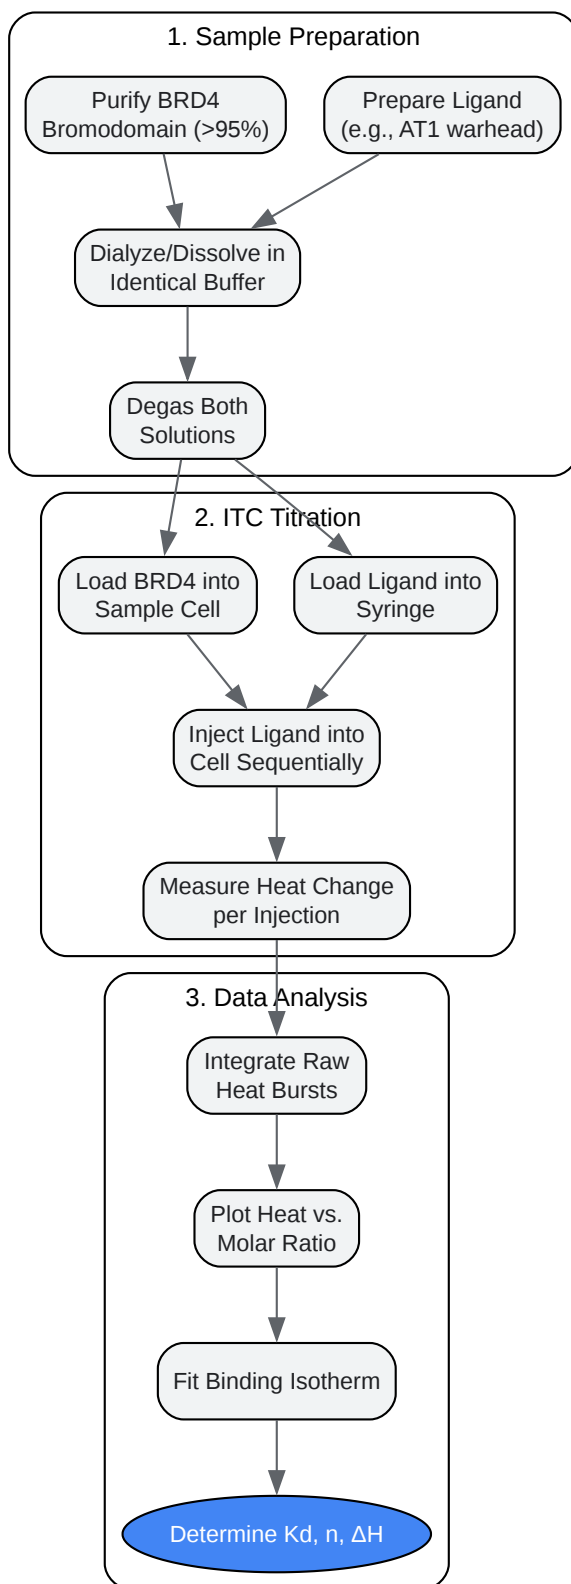 1. Sample Preparation
Purify BRD4
Bromodomain (>95%)
Prepare Ligand
(e.g., AT1 warhead)
Dialyze/Dissolve in
Identical Buffer
Degas Both
Solutions
2. ITC Titration
Load BRD4 into
Sample Cell
Load Ligand into
Syringe
Inject Ligand into
Cell Sequentially
Measure Heat Change
per Injection
3. Data Analysis
Integrate Raw
Heat Bursts
Plot Heat vs.
Molar Ratio
Fit Binding Isotherm
Determine Kd, n, ΔH